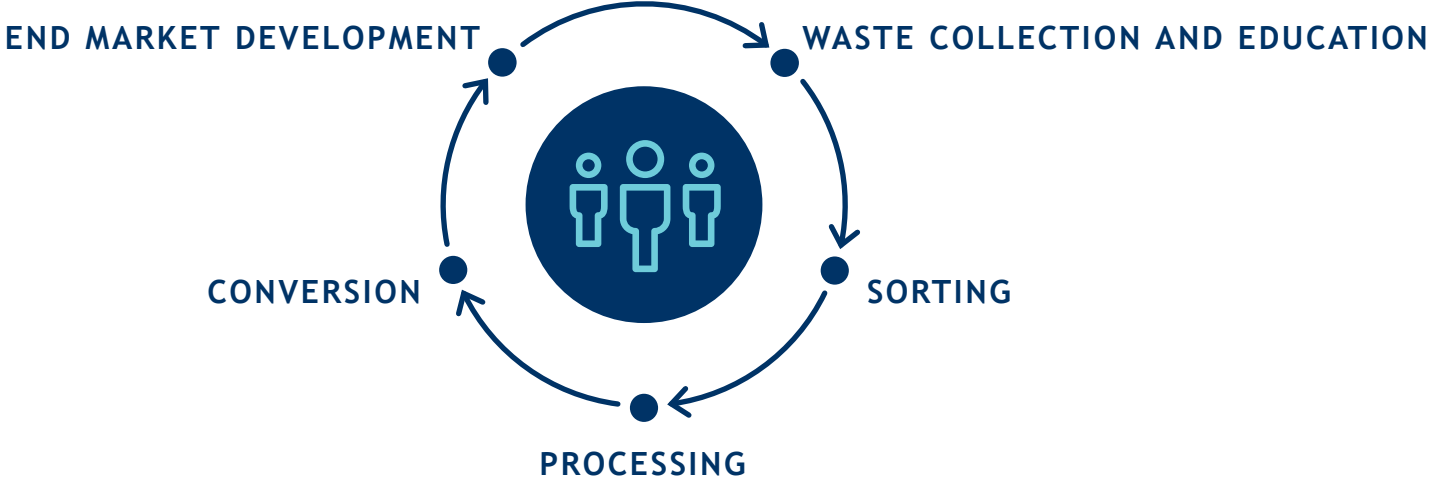 END MARKET DEVELOPMENT
WASTE COLLECTION AND EDUCATION
CONVERSION
SORTING
PROCESSING